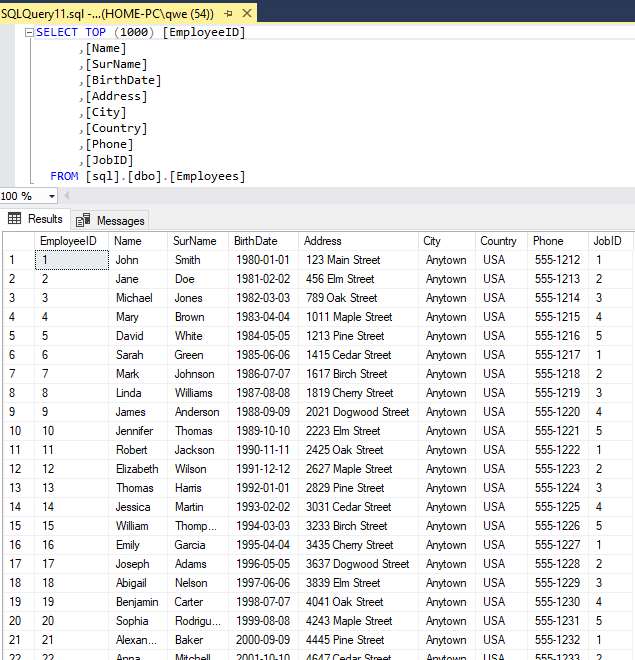 SQLQuery11.sql -...(HOME-PC\qwe (54))
SELECT TOP (1000) [EmployeeID]
,[Name]
,[SurName]
,[BirthDate]
,[Address]
,[City]
,[Country]
,[Phone]
,[JobID]
FROM [sql].[dbo].[Employees]
100 %
Results Messages
EmployeeID Name SurName BirthDate Address City Country Phone JobID
1 1 John Smith 1980-01-01 123 Main Street Anytown USA 555-1212 1
2 2 Jane Doe 1981-02-02 456 Elm Street Anytown USA 555-1213 2
3 3 Michael Jones 1982-03-03 789 Oak Street Anytown USA 555-1214 3
4 4 Mary Brown 1983-04-04 1011 Maple Street Anytown USA 555-1215 4
5 5 David White 1984-05-05 1213 Pine Street Anytown USA 555-1216 5
6 6 Sarah Green 1985-06-06 1415 Cedar Street Anytown USA 555-1217 1
7 7 Mark Johnson 1986-07-07 1617 Birch Street Anytown USA 555-1218 2
8 8 Linda Williams 1987-08-08 1819 Cherry Street Anytown USA 555-1219 3
9 9 James Anderson 1988-09-09 2021 Dogwood Street Anytown USA 555-1220 4
10 10 Jennifer Thomas 1989-10-10 2223 Elm Street Anytown USA 555-1221 5
11 11 Robert Jackson 1990-11-11 2425 Oak Street Anytown USA 555-1222 1
12 12 Elizabeth Wilson 1991-12-12 2627 Maple Street Anytown USA 555-1223 2
13 13 Thomas Harris 1992-01-01 2829 Pine Street Anytown USA 555-1224 3
14 14 Jessica Martin 1993-02-02 3031 Cedar Street Anytown USA 555-1225 4
15 15 William Thomp... 1994-03-03 3233 Birch Street Anytown USA 555-1226 5
16 16 Emily Garcia 1995-04-04 3435 Cherry Street Anytown USA 555-1227 1
17 17 Joseph Adams 1996-05-05 3637 Dogwood Street Anytown USA 555-1228 2
18 18 Abigail Nelson 1997-06-06 3839 Elm Street Anytown USA 555-1229 3
19 19 Benjamin Carter 1998-07-07 4041 Oak Street Anytown USA 555-1230 4
20 20 Sophia Rodrigu... 1999-08-08 4243 Maple Street Anytown USA 555-1231 5
21 21 Alexan... Baker 2000-09-09 4445 Pine Street Anytown USA 555-1232 1
22 22 Anna Mitchell 2001-10-10 4647 Cedar Street Anytown USA 555-1233 2